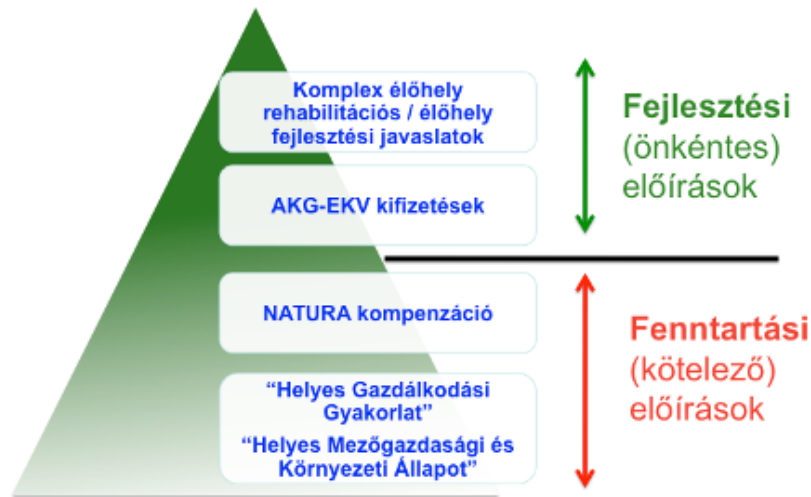 Komplex élőhely
rehabilitációs / élőhely
fejlesztési javaslatok
AKG-EKV kifizetések
Fejlesztési
(önkéntes)
előírások
NATURA kompenzáció
“Helyes Gazdálkodási
Gyakorlat”
“Helyes Mezőgazdasági és
Környezeti Állapot”
Fenntartási
(kötelező)
előírások